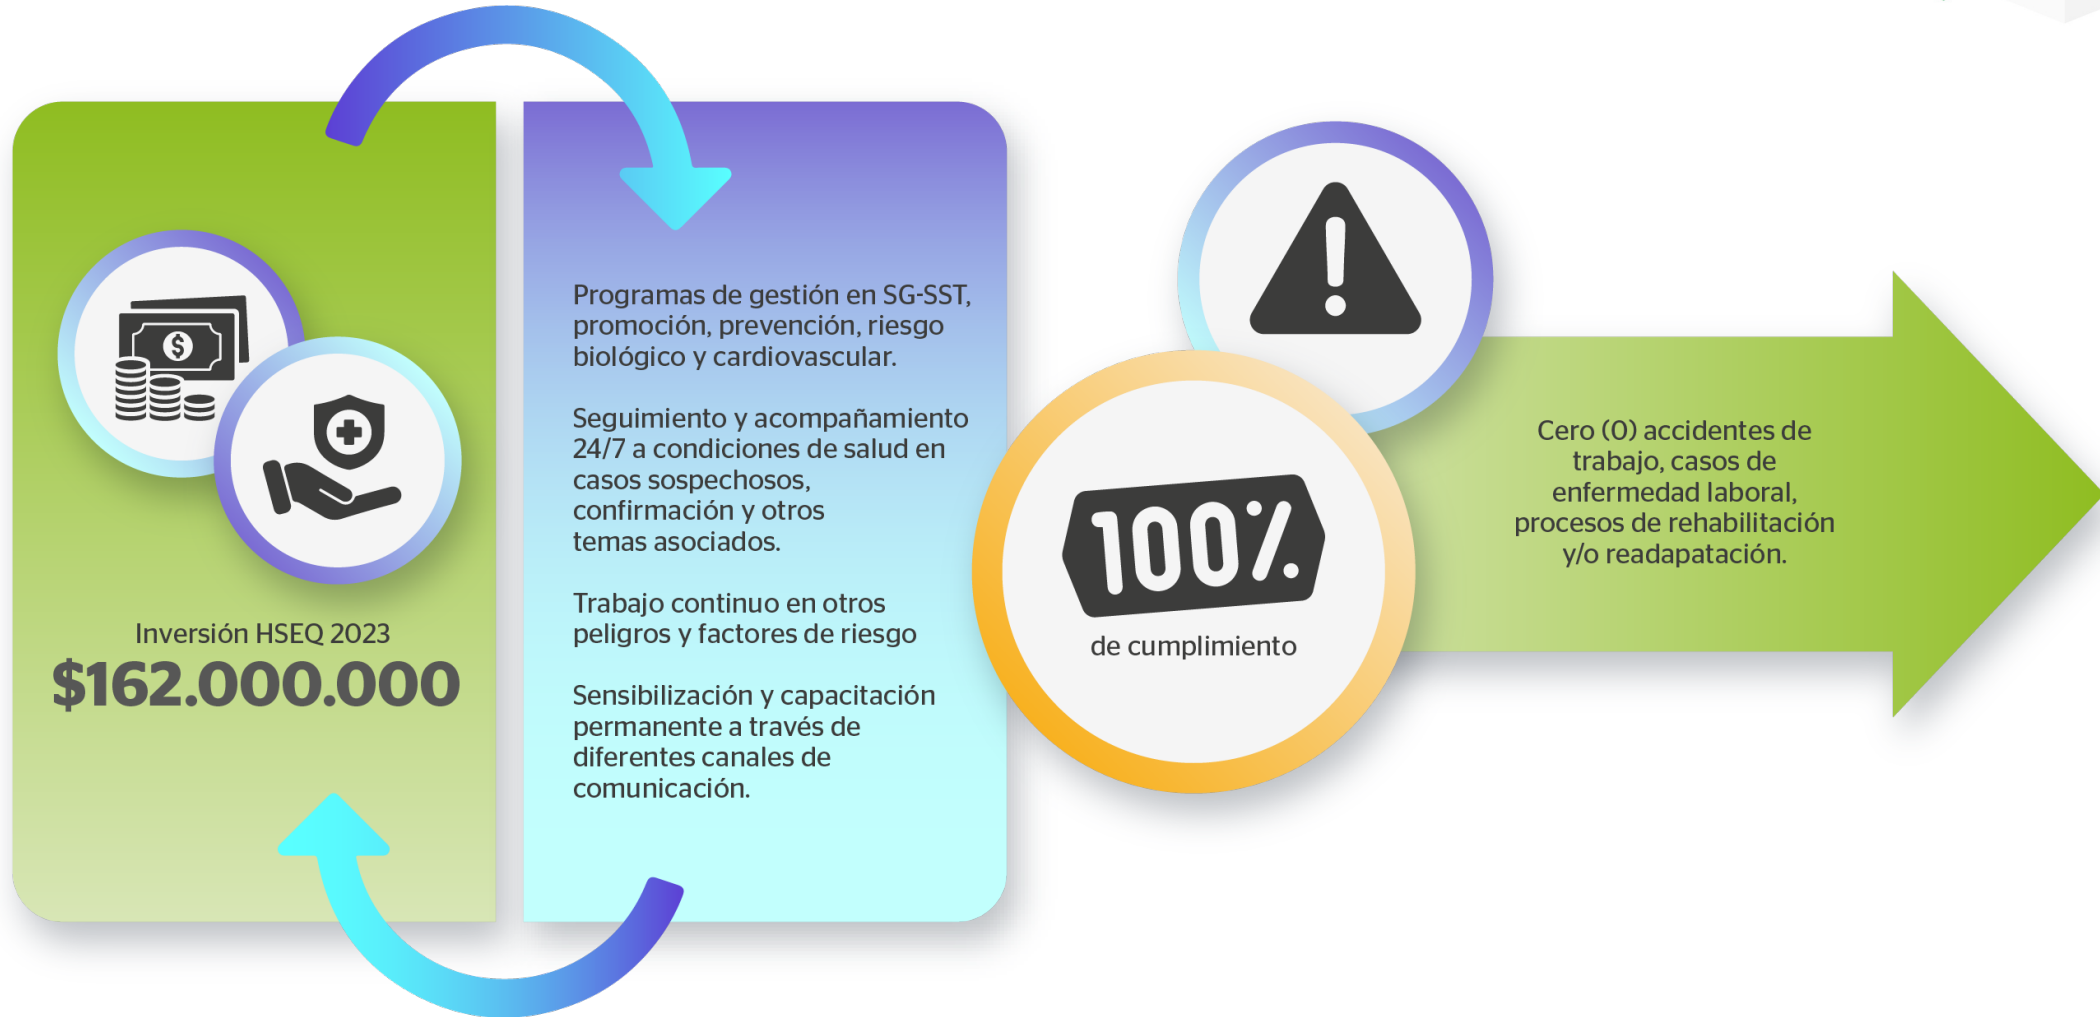 Inversión HSEQ 2023
$162.000.000
Programas de gestión en SG-SST,
promoción, prevención, riesgo
biológico y cardiovascular.
Seguimiento y acompañamiento
24/7 a condiciones de salud en
casos sospechosos,
confirmación y otros
temas asociados.
Trabajo continuo en otros
peligros y factores de riesgo
Sensibilización y capacitación
permanente a través de
diferentes canales de
comunicación.
100%
de cumplimiento
Cero (0) accidentes de
trabajo, casos de
enfermedad laboral,
procesos de rehabilitación
y/o readapatación.